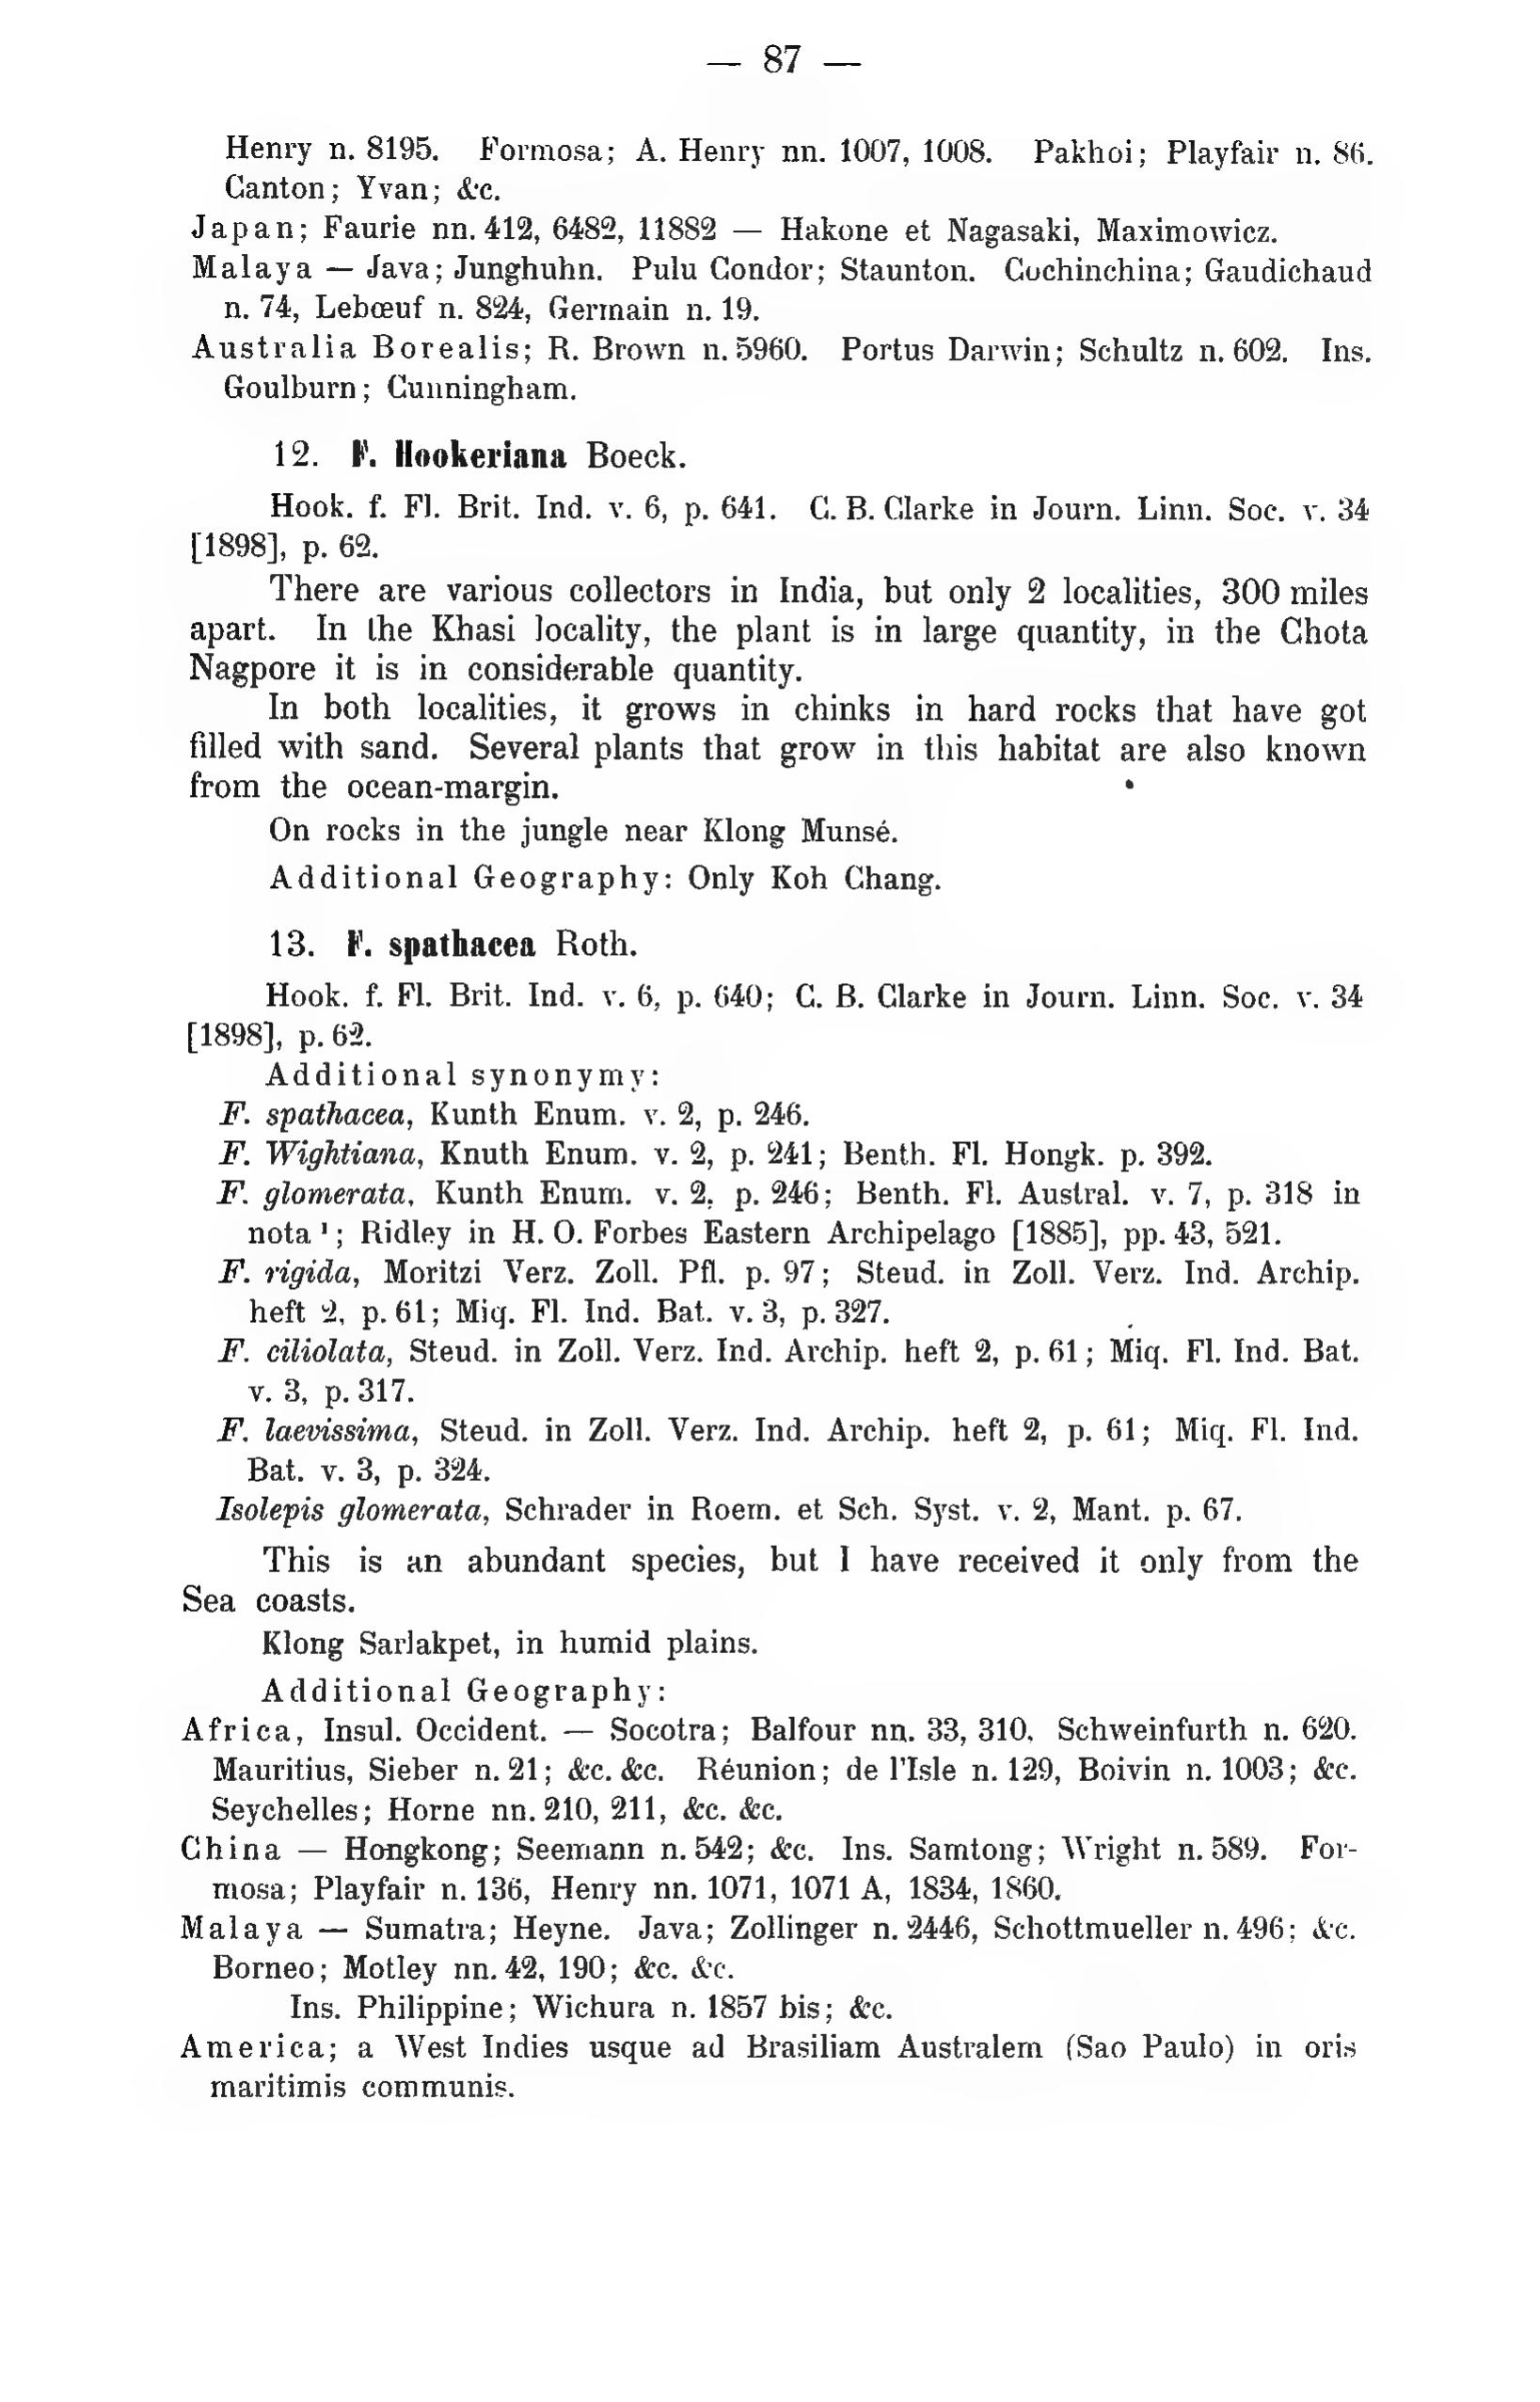 — 87 —
Henry n. 8195. Formosa; A. Henry nn. 1007, 1008. Pakhoi; Playfair n. 86.
Canton; Yvan; &c.
Japan; Faurie nn. 412, 6482, 11882 — Hakone et Nagasaki, Maximowicz.
Malaya — Java; Junghuhn. Pulu Condor; Staunton. Cochinchina; Gaudichaud
n. 74, Lebœuf n. 824, Germain n. 19.
Australia Borealis; R. Brown n. 5960. Portus Darwin; Schultz n. 602. Ins.
Goulburn; Cunningham.
12. F. Hookeriana Boeck.
Hook. f. Fl. Brit. Ind. v. 6, p. 641. C. B. Clarke in Journ. Linn. Soc. v. 34
[1898], p. 62.
There are various collectors in India, but only 2 localities, 300 miles
apart. In the Khasi locality, the plant is in large quantity, in the Chota
Nagpore it is in considerable quantity.
In both localities, it grows in chinks in hard rocks that have got
filled with sand. Several plants that grow in this habitat are also known
from the ocean-margin.
On rocks in the jungle near Klong Munsé.
Additional Geography: Only Koh Chang.
13. F. spathacea Roth.
Hook. f. Fl. Brit. Ind. v. 6, p. 640; C. B. Clarke in Journ. Linn. Soc. v. 34
[1898], p. 62.
Additional synonymy:
F. spathacea, Kunth Enum. v. 2, p. 246.
F. Wightiana, Knuth Enum. v. 2, p. 241; Benth. Fl. Hongk. p. 392.
F. glomerata, Kunth Enum. v. 2, p. 246; Benth. Fl. Austral. v. 7, p. 318 in
nota ¹; Ridley in H. O. Forbes Eastern Archipelago [1885], pp. 43, 521.
F. rigida, Moritzi Verz. Zoll. Pfl. p. 97; Steud. in Zoll. Verz. Ind. Archip.
heft 2, p. 61; Miq. Fl. Ind. Bat. v. 3, p. 327.
F. ciliolata, Steud. in Zoll. Verz. Ind. Archip. heft 2, p. 61; Miq. Fl. Ind. Bat.
v. 3, p. 317.
F. laevissima, Steud. in Zoll. Verz. Ind. Archip. heft 2, p. 61; Miq. Fl. Ind.
Bat. v. 3, p. 324.
Isolepis glomerata, Schrader in Roem. et Sch. Syst. v. 2, Mant. p. 67.
This is an abundant species, but I have received it only from the
Sea coasts.
Klong Sarlakpet, in humid plains.
Additional Geography:
Africa, Insul. Occident. — Socotra; Balfour nn. 33, 310, Schweinfurth n. 620.
Mauritius, Sieber n. 21; &c. &c. Réunion; de l'Isle n. 129, Boivin n. 1003; &c.
Seychelles; Horne nn. 210, 211, &c. &c.
China — Hongkong; Seemann n. 542; &c. Ins. Samtong; Wright n. 589. For-
mosa; Playfair n. 136, Henry nn. 1071, 1071 A, 1834, 1860.
Malaya — Sumatra; Heyne. Java; Zollinger n. 2446, Schottmueller n. 496; &c.
Borneo; Motley nn. 42, 190; &c. &c.
Ins. Philippine; Wichura n. 1857 bis; &c.
America; a West Indies usque ad Brasiliam Australem (Sao Paulo) in oris
maritimis communis.